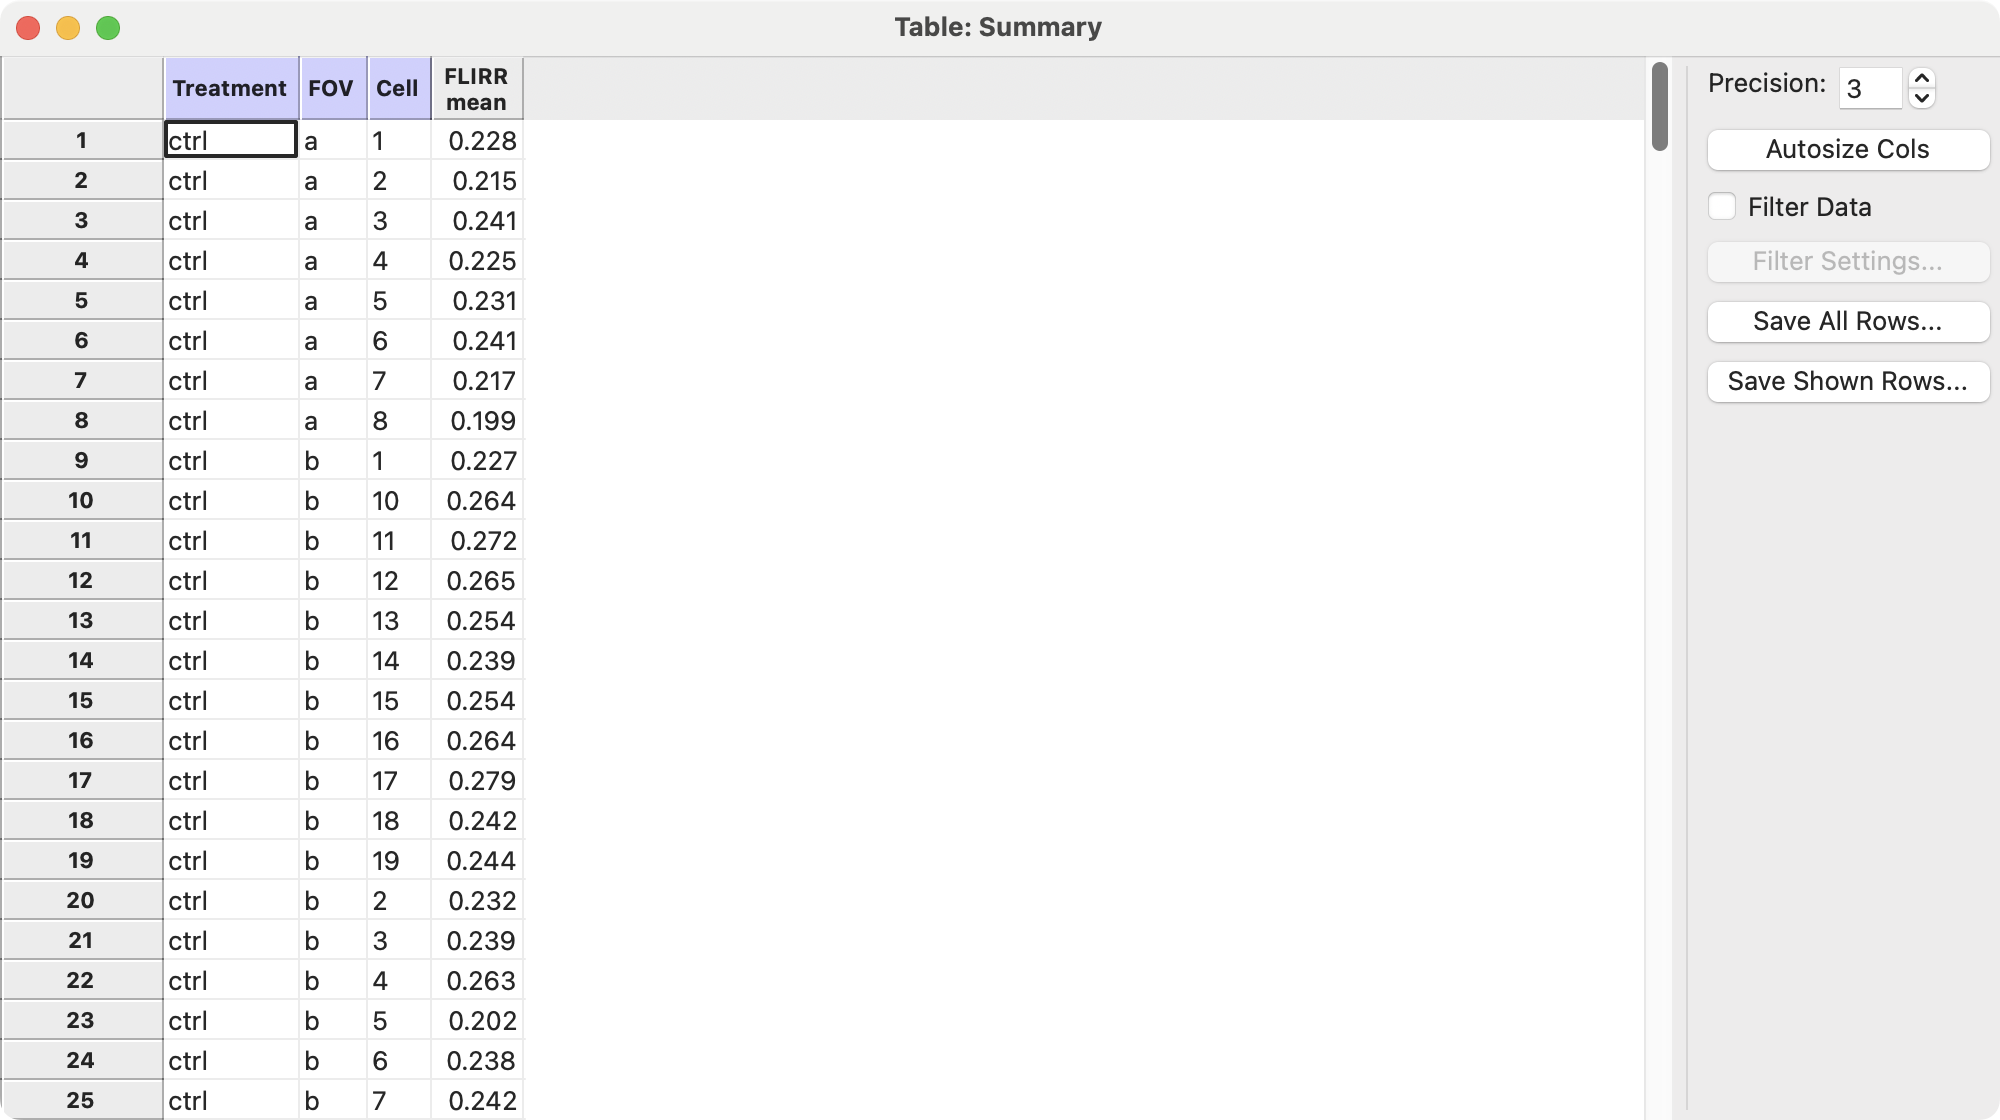 Table: Summary
Treatment FOV Cell FLIRR mean
1 ctrl a 1 0.228
2 ctrl a 2 0.215
3 ctrl a 3 0.241
4 ctrl a 4 0.225
5 ctrl a 5 0.231
6 ctrl a 6 0.241
7 ctrl a 7 0.217
8 ctrl a 8 0.199
9 ctrl b 1 0.227
10 ctrl b 10 0.264
11 ctrl b 11 0.272
12 ctrl b 12 0.265
13 ctrl b 13 0.254
14 ctrl b 14 0.239
15 ctrl b 15 0.254
16 ctrl b 16 0.264
17 ctrl b 17 0.279
18 ctrl b 18 0.242
19 ctrl b 19 0.244
20 ctrl b 2 0.232
21 ctrl b 3 0.239
22 ctrl b 4 0.263
23 ctrl b 5 0.202
24 ctrl b 6 0.238
25 ctrl b 7 0.242
Precision: 3
Autosize Cols
Filter Data
Filter Settings...
Save All Rows...
Save Shown Rows...